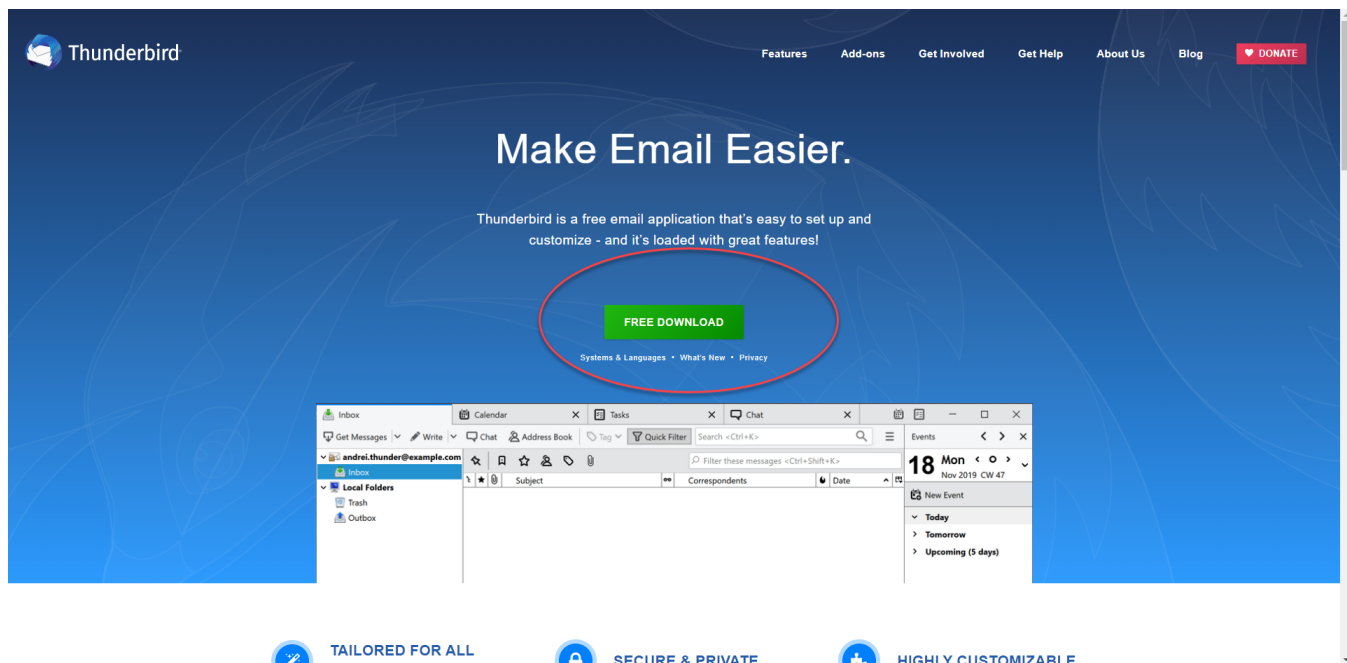 Thunderbird
Features Add-ons Get Involved Get Help About Us Blog DONATE
Make Email Easier.
Thunderbird is a free email application that's easy to set up and
customize - and it's loaded with great features!
FREE DOWNLOAD
Systems & Languages • What's New • Privacy
Inbox Calendar Tasks Chat
Get Messages Write Chat Address Book Tag Quick Filter Search <Ctrl+K> Events
andrei.thunder@example.com Filter these messages <Ctrl+Shift+K> 18 Mon
Inbox Nov 2019 CW 47
Subject Correspondents Date
Local Folders New Event
Trash
Outbox Today
Tomorrow
Upcoming (5 days)
TAILORED FOR ALL
SECURE & PRIVATE HIGHLY CUSTOMIZABLE